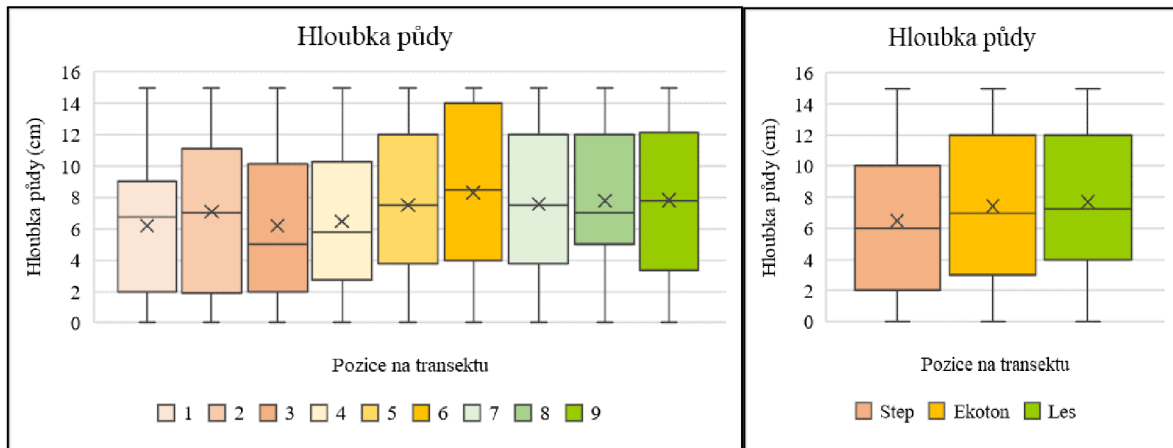 Hloubka půdy
Hloubka půdy (cm)
16
14
12
10
8
6
4
2
0
Pozice na transektu
1 2 3 4 5 6 7 8 9
Hloubka půdy
Hloubka půdy (cm)
16
14
12
10
8
6
4
2
0
Pozice na transektu
Step Ekoton Les